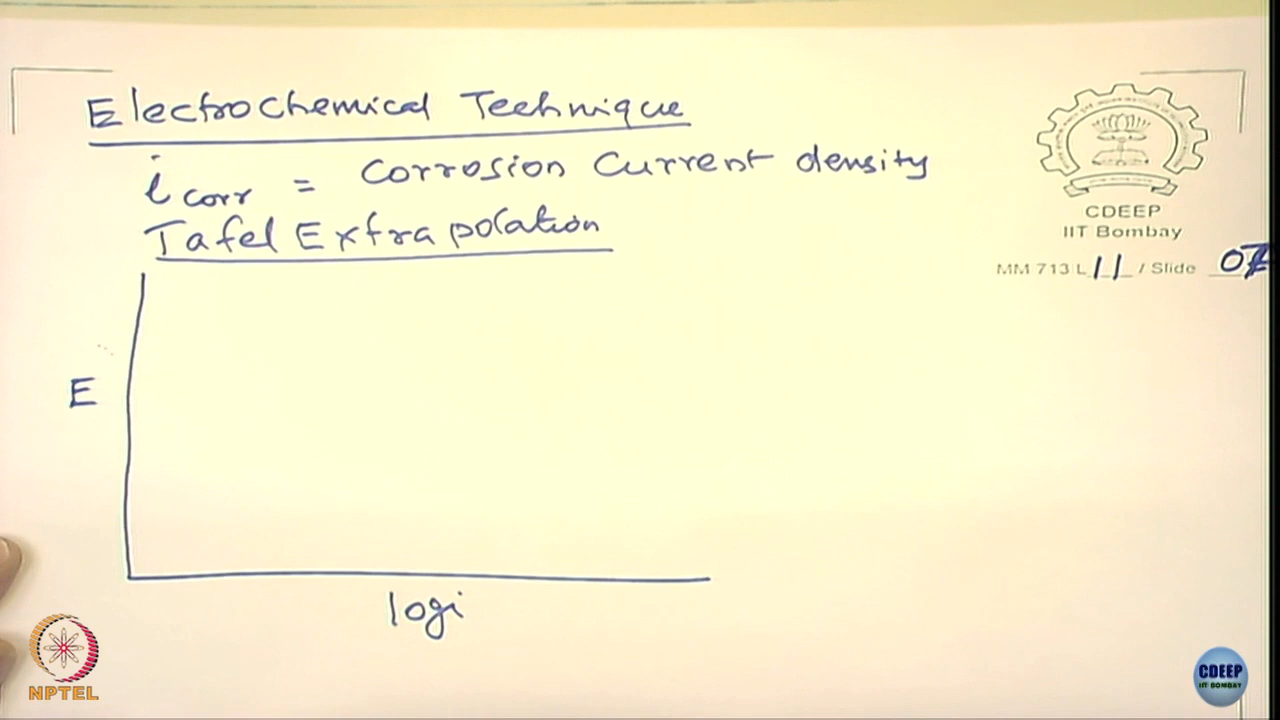 Electrochemical Technique
i corr = Corrosion Current density
Tafel Extrapolation
E
log i
CDEEP
IIT Bombay
MM 713 L 11 / Slide 07
NPTEL
CDEEP
IIT BOMBAY